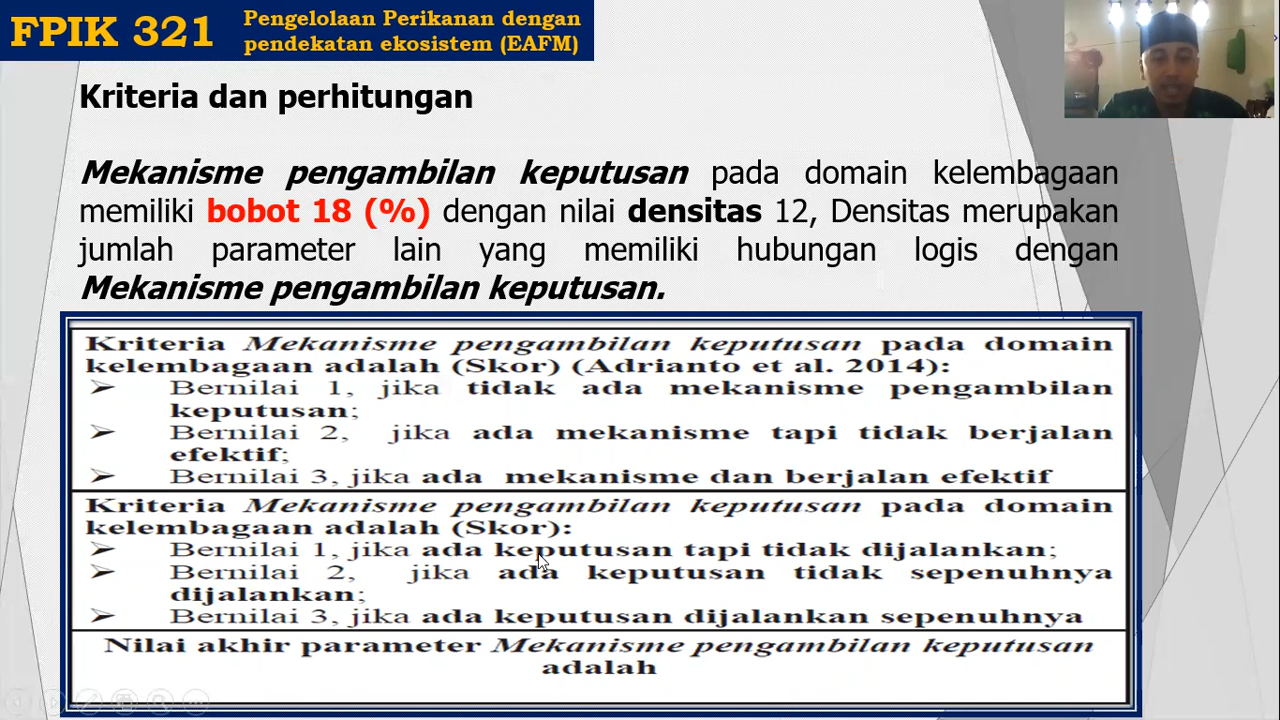 FPIK 321
Pengelolaan Perikanan dengan
pendekatan ekosistem (EAFM)
Kriteria dan perhitungan
Mekanisme pengambilan keputusan pada domain kelembagaan
memiliki bobot 18 (%) dengan nilai densitas 12, Densitas merupakan
jumlah parameter lain yang memiliki hubungan logis dengan
Mekanisme pengambilan keputusan.
Kriteria Mekanisme pengambilan keputusan pada domain
kelembagaan adalah (Skor) (Adrianto et al. 2014):
➢ Bernilai 1, jika tidak ada mekanisme pengambilan
keputusan;
➢ Bernilai 2, jika ada mekanisme tapi tidak berjalan
efektif;
➢ Bernilai 3, jika ada mekanisme dan berjalan efektif
Kriteria Mekanisme pengambilan keputusan pada domain
kelembagaan adalah (Skor):
➢ Bernilai 1, jika ada keputusan tapi tidak dijalankan;
➢ Bernilai 2, jika ada keputusan tidak sepenuhnya
dijalankan;
➢ Bernilai 3, jika ada keputusan dijalankan sepenuhnya
Nilai akhir parameter Mekanisme pengambilan keputusan
adalah